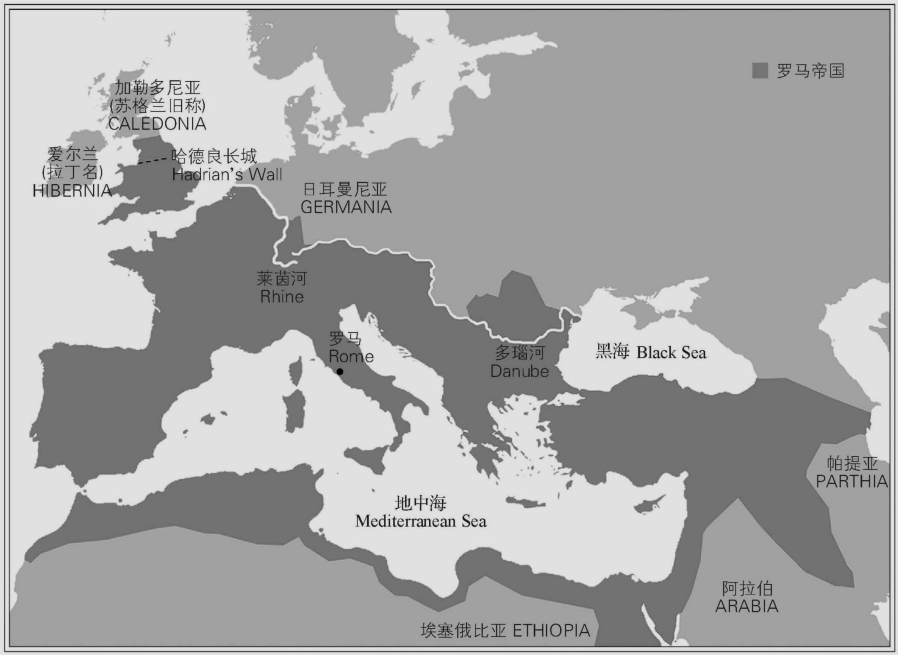 罗马帝国
加勒多尼亚
(苏格兰旧称)
CALEDONIA
爱尔兰
(拉丁名)
HIBERNIA
哈德良长城
Hadrian's Wall
日耳曼尼亚
GERMANIA
莱茵河
Rhine
罗马
Rome
多瑙河
Danube
黑海 Black Sea
帕提亚
PARTHIA
地中海
Mediterranean Sea
阿拉伯
ARABIA
埃塞俄比亚 ETHIOPIA